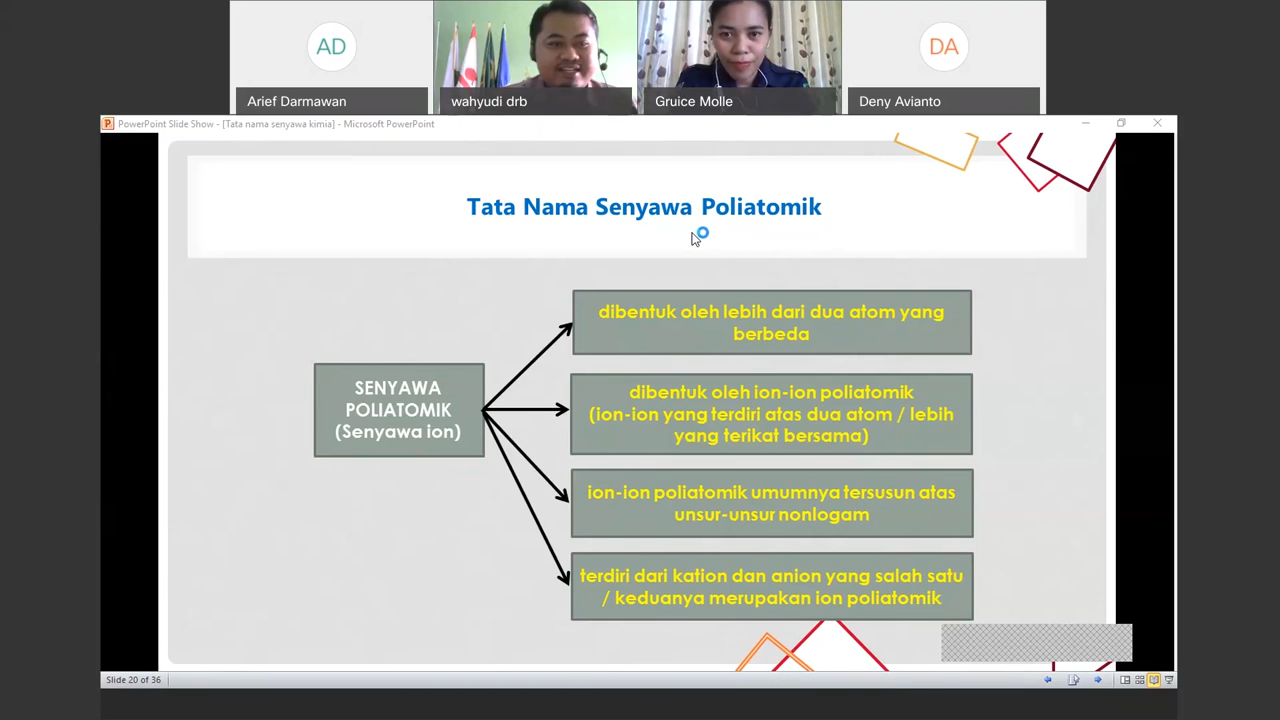 AD
DA
Arief Darmawan
wahyudi drb
Gruice Molle
Deny Avianto
PowerPoint Slide Show - [Tata nama senyawa kimia] - Microsoft PowerPoint
Tata Nama Senyawa Poliatomik
SENYAWA
POLIATOMIK
(Senyawa ion)
dibentuk oleh lebih dari dua atom yang
berbeda
dibentuk oleh ion-ion poliatomik
(ion-ion yang terdiri atas dua atom / lebih
yang terikat bersama)
ion-ion poliatomik umumnya tersusun atas
unsur-unsur nonlogam
terdiri dari kation dan anion yang salah satu
/ keduanya merupakan ion poliatomik
Slide 20 of 36